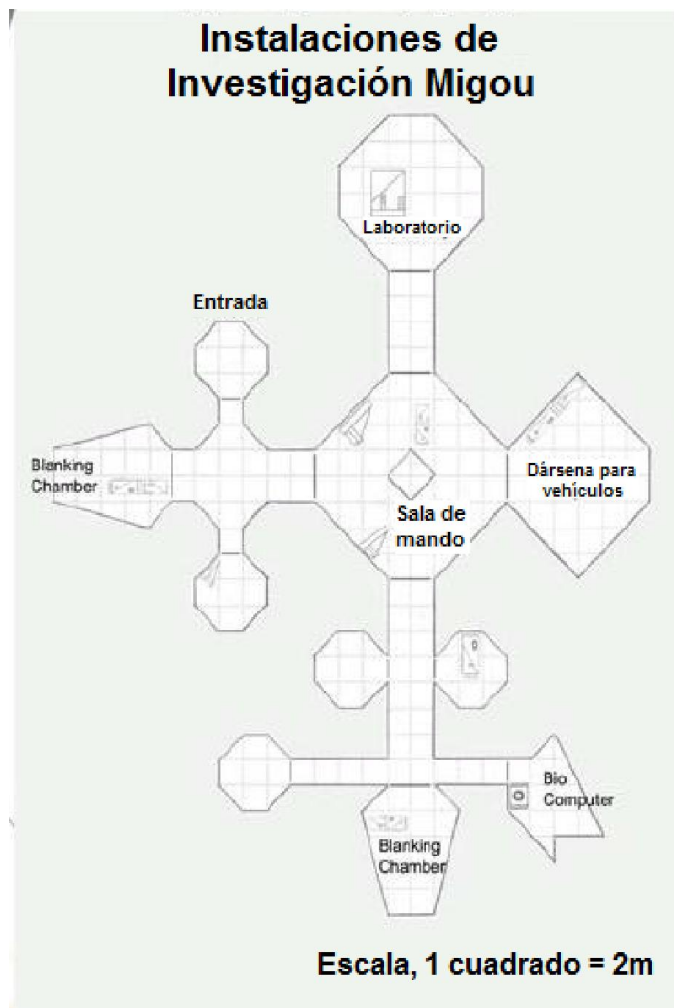 Instalaciones de
Investigación Migou
Laboratorio
Entrada
Blanking
Chamber
Dársena para
vehículos
Sala de
mando
Bio
Computer
Blanking
Chamber
Escala, 1 cuadrado = 2m